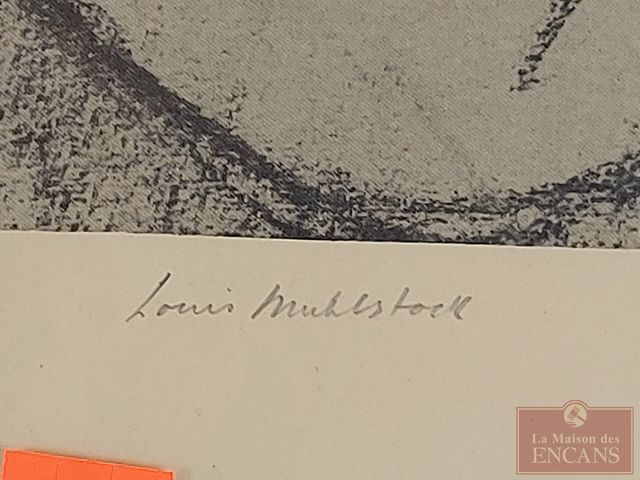 Louis Muhlstock
La Maison des
ENCANS